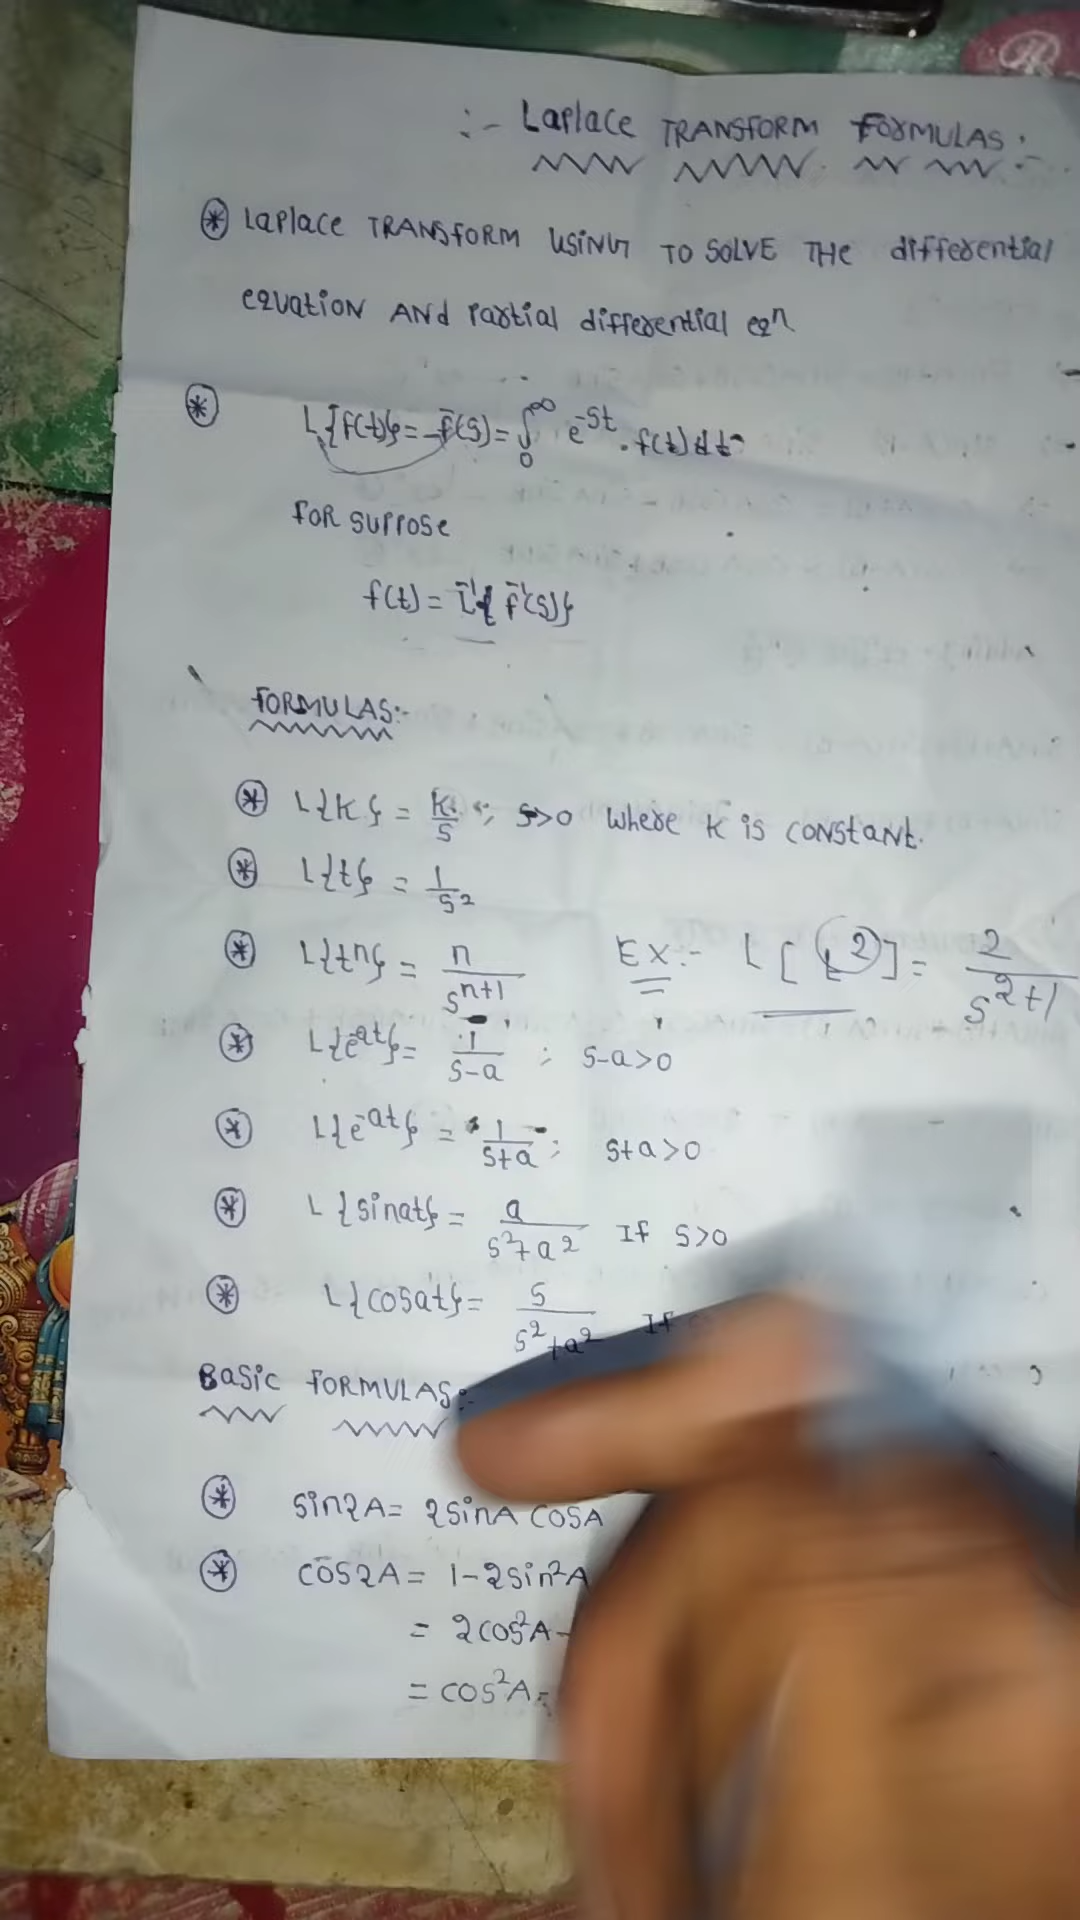 :- Laplace TRANSFORM FORMULAS :-
* Laplace TRANSFORM USING TO SOLVE THE differential
equation AND Partial differential eqn
* L{f(t)} = f̄(s) = ∫₀^∞ e^-st . f(t) dt
FOR SUPPOSE
f(t) = L⁻¹{f̄(s)}
FORMULAS:-
* L{K} = K/s ; s>0 where K is constant.
* L{t} = 1/s²
* L{tn} = n/s^n+1 EX:- L[t²] = 2/s^2+1
* L{e^at} = 1/s-a ; s-a>0
* L{e^-at} = 1/s+a ; s+a>0
* L{sinat} = a/s²+a² If s>0
* L{cosat} = s/s²+a² If
BASIC FORMULAS:-
* sin2A = 2sinA cosA
* cos2A = 1-2sin²A
= 2cos²A-
= cos²A-